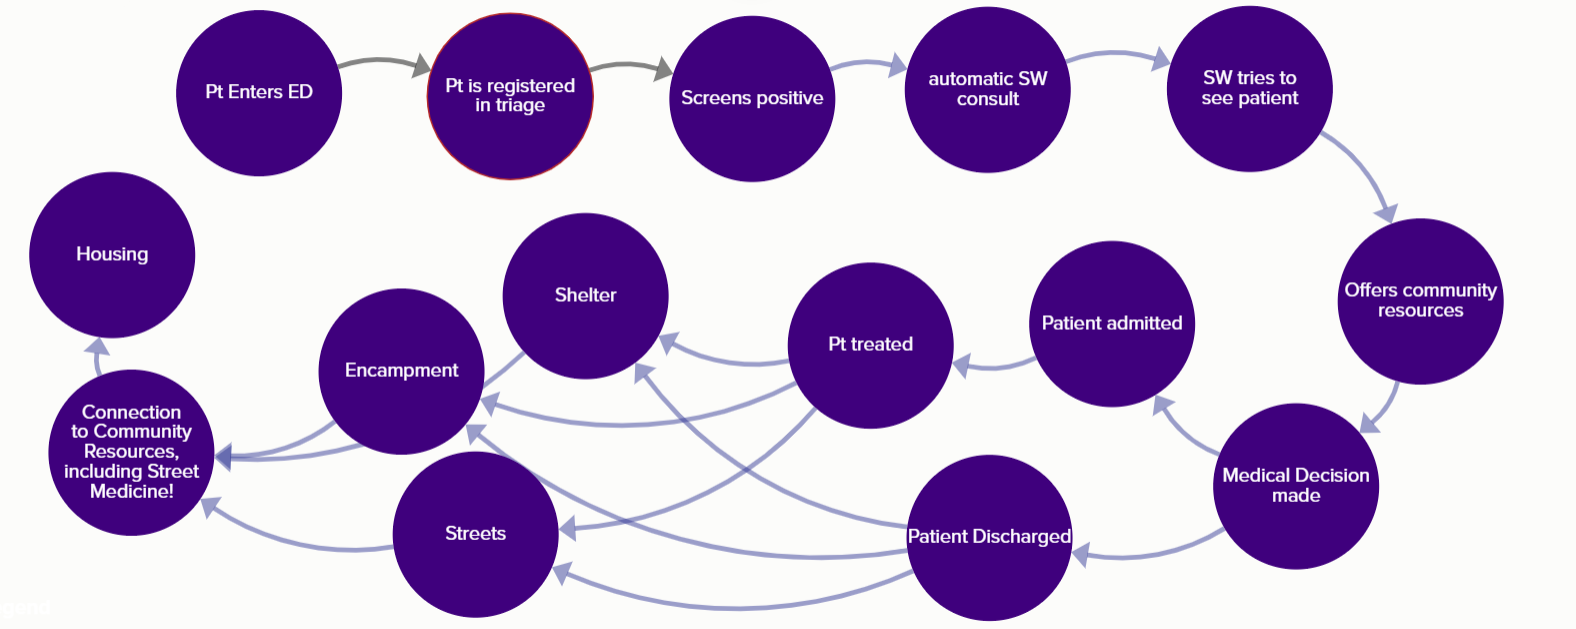 Pt Enters ED
Pt is registered
in triage
Screens positive
automatic SW
consult
SW tries to
see patient
Housing
Shelter
Encampment
Pt treated
Patient admitted
Offers community
resources
Connection
to Community
Resources,
including Street
Medicine!
Streets
Patient Discharged
Medical Decision
made